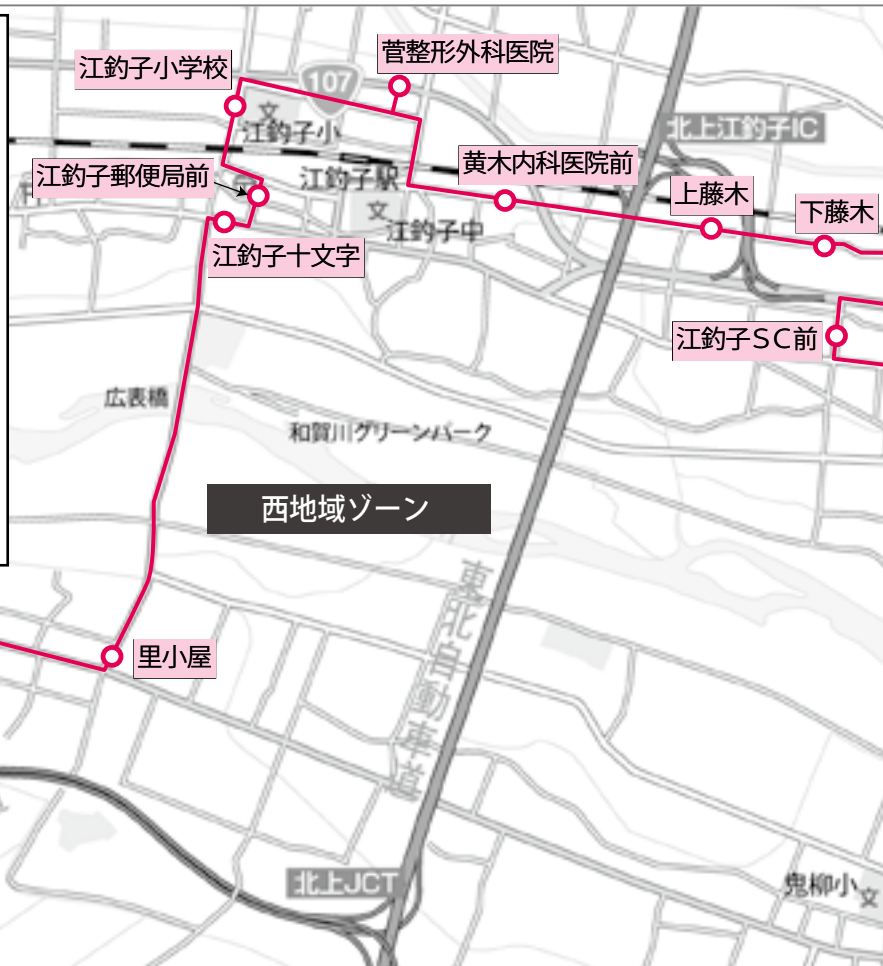 菅整形外科医院
江釣子小学校
107
北上江釣子IC
江釣子小
黄木内科医院前
江釣子郵便局前
江釣子駅
上藤木
下藤木
江釣子中
江釣子十文字
江釣子ＳＣ前
広表橋
和賀川グリーンパーク
西地域ゾーン
東北自動車道
里小屋
北上JCT
鬼柳小